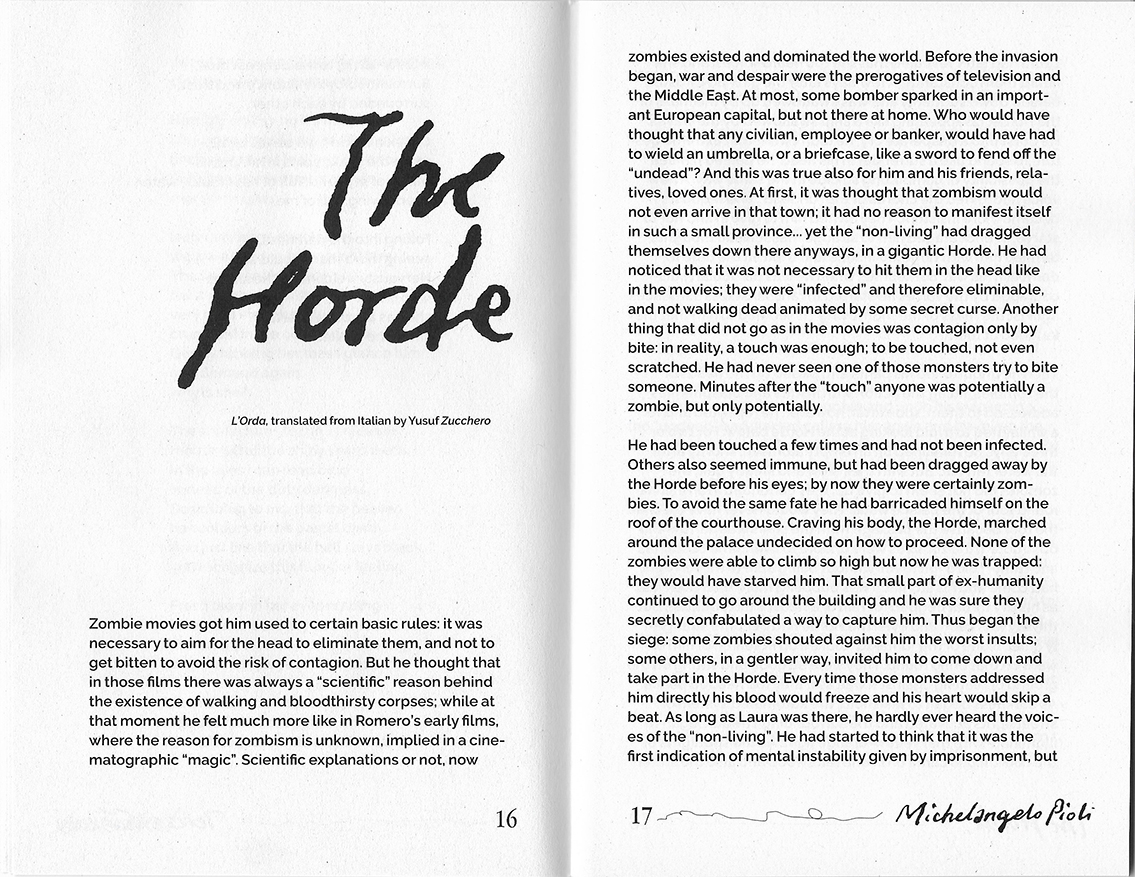 The
Horde
L’Orda, translated from Italian by Yusuf Zucchero
Zombie movies got him used to certain basic rules: it was
necessary to aim for the head to eliminate them, and not to
get bitten to avoid the risk of contagion. But he thought that
in those films there was always a “scientific” reason behind
the existence of walking and bloodthirsty corpses; while at
that moment he felt much more like in Romero’s early films,
where the reason for zombism is unknown, implied in a cine-
matographic “magic”. Scientific explanations or not, now
16
zombies existed and dominated the world. Before the invasion
began, war and despair were the prerogatives of television and
the Middle East. At most, some bomber sparked in an import-
ant European capital, but not there at home. Who would have
thought that any civilian, employee or banker, would have had
to wield an umbrella, or a briefcase, like a sword to fend off the
“undead”? And this was true also for him and his friends, rela-
tives, loved ones. At first, it was thought that zombism would
not even arrive in that town; it had no reason to manifest itself
in such a small province... yet the “non-living” had dragged
themselves down there anyways, in a gigantic Horde. He had
noticed that it was not necessary to hit them in the head like
in the movies; they were “infected” and therefore eliminable,
and not walking dead animated by some secret curse. Another
thing that did not go as in the movies was contagion only by
bite: in reality, a touch was enough; to be touched, not even
scratched. He had never seen one of those monsters try to bite
someone. Minutes after the “touch” anyone was potentially a
zombie, but only potentially.
He had been touched a few times and had not been infected.
Others also seemed immune, but had been dragged away by
the Horde before his eyes; by now they were certainly zom-
bies. To avoid the same fate he had barricaded himself on the
roof of the courthouse. Craving his body, the Horde, marched
around the palace undecided on how to proceed. None of the
zombies were able to climb so high but now he was trapped:
they would have starved him. That small part of ex-humanity
continued to go around the building and he was sure they
secretly confabulated a way to capture him. Thus began the
siege: some zombies shouted against him the worst insults;
some others, in a gentler way, invited him to come down and
take part in the Horde. Every time those monsters addressed
him directly his blood would freeze and his heart would skip a
beat. As long as Laura was there, he hardly ever heard the voic-
es of the “non-living”. He had started to think that it was the
first indication of mental instability given by imprisonment, but
17 Michelangelo Pioli